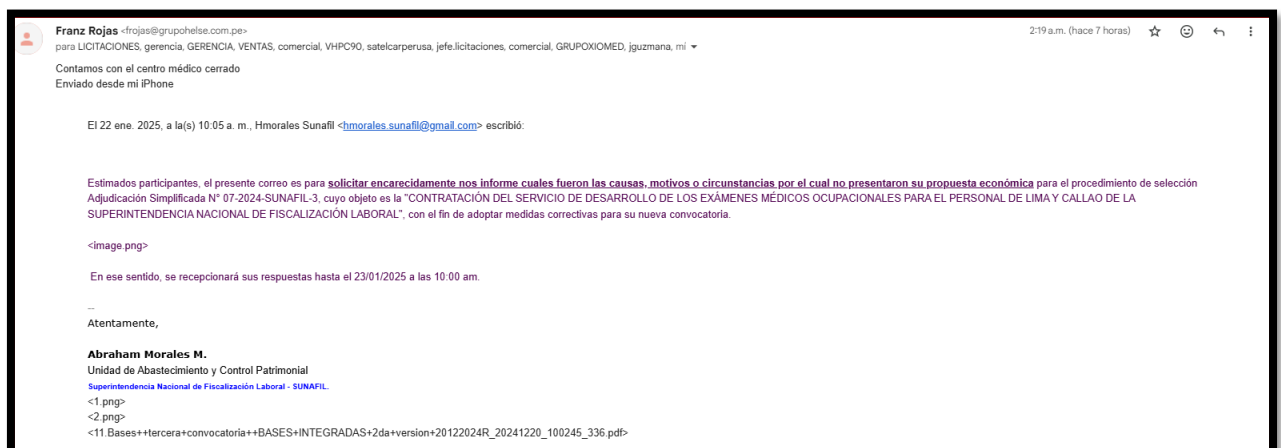 Franz Rojas <frojas@grupohelse.com.pe>
2:19 a.m. (hace 7 horas)
para LICITACIONES, gerencia, GERENCIA, VENTAS, comercial, VHPC90, satelcarperusa, jefe.licitaciones, comercial, GRUPOXIOMED, jguzmana, mí
Contamos con el centro médico cerrado
Enviado desde mi iPhone
El 22 ene. 2025, a la(s) 10:05 a. m., Hmorales Sunafil <hmorales.sunafil@gmail.com> escribió:
Estimados participantes, el presente correo es para solicitar encarecidamente nos informe cuales fueron las causas, motivos o circunstancias por el cual no presentaron su propuesta económica para el procedimiento de selección
Adjudicación Simplificada N° 07-2024-SUNAFIL-3, cuyo objeto es la "CONTRATACIÓN DEL SERVICIO DE DESARROLLO DE LOS EXÁMENES MÉDICOS OCUPACIONALES PARA EL PERSONAL DE LIMA Y CALLAO DE LA
SUPERINTENDENCIA NACIONAL DE FISCALIZACIÓN LABORAL", con el fin de adoptar medidas correctivas para su nueva convocatoria.
<image.png>
En ese sentido, se recepcionará sus respuestas hasta el 23/01/2025 a las 10:00 am.
--
Atentamente,
Abraham Morales M.
Unidad de Abastecimiento y Control Patrimonial
Superintendencia Nacional de Fiscalización Laboral - SUNAFIL.
<1.png>
<2.png>
<11.Bases++tercera+convocatoria++BASES+INTEGRADAS+2da+version+20122024R_20241220_100245_336.pdf>